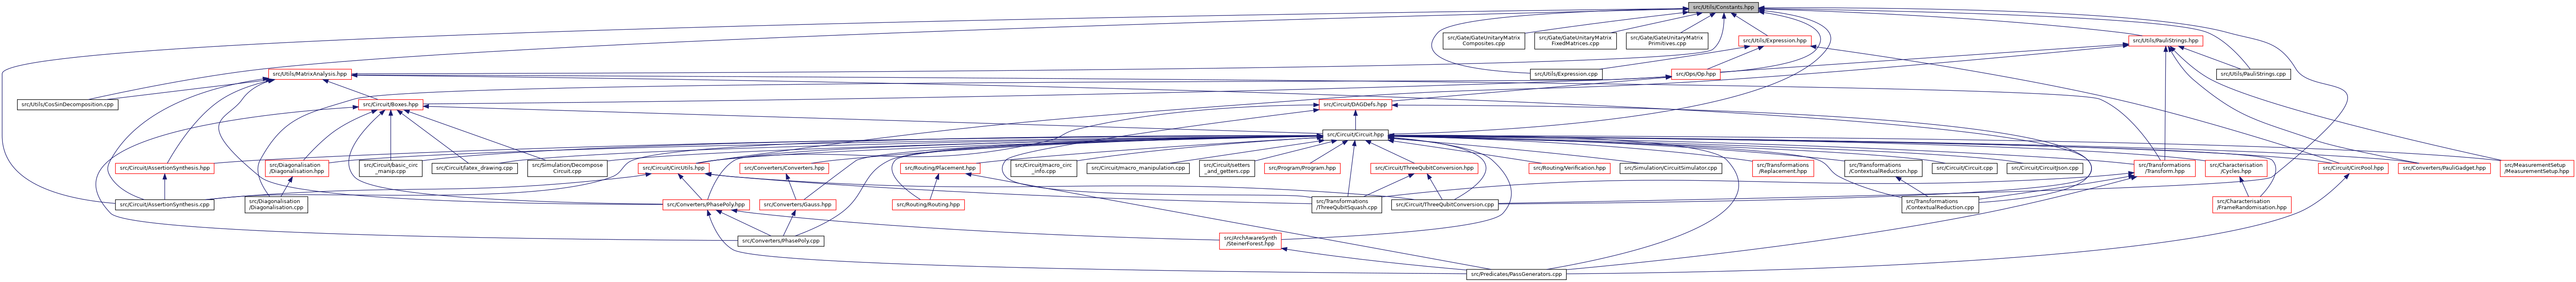 src/Utils/Constants.hpp
src/Gate/GateUnitaryMatrix
Composites.cpp
src/Gate/GateUnitaryMatrix
FixedMatrices.cpp
src/Gate/GateUnitaryMatrix
Primitives.cpp
src/Utils/Expression.hpp
src/Utils/PauliStrings.hpp
src/Utils/MatrixAnalysis.hpp
src/Utils/Expression.cpp
src/Ops/Op.hpp
src/Utils/PauliStrings.cpp
src/Utils/CosSinDecomposition.cpp
src/Circuit/Boxes.hpp
src/Circuit/DAGDefs.hpp
src/Circuit/Circuit.hpp
src/Circuit/AssertionSynthesis.hpp
src/Diagonalisation
/Diagonalisation.hpp
src/Circuit/basic_circ
_manip.cpp
src/Circuit/latex_drawing.cpp
src/Simulation/Decompose
Circuit.cpp
src/Circuit/CircUtils.hpp
src/Converters/Converters.hpp
src/Routing/Placement.hpp
src/Circuit/macro_circ
_info.cpp
src/Circuit/macro_manipulation.cpp
src/Circuit/setters
_and_getters.cpp
src/Program/Program.hpp
src/Circuit/ThreeQubitConversion.hpp
src/Routing/Verification.hpp
src/Simulation/CircuitSimulator.cpp
src/Transformations
/Replacement.hpp
src/Transformations
/ContextualReduction.hpp
src/Circuit/Circuit.cpp
src/Circuit/CircuitJson.cpp
src/Transformations
/Transform.hpp
src/Characterisation
/Cycles.hpp
src/Circuit/CircPool.hpp
src/Converters/PauliGadget.hpp
src/MeasurementSetup
/MeasurementSetup.hpp
src/Circuit/AssertionSynthesis.cpp
src/Diagonalisation
/Diagonalisation.cpp
src/Converters/PhasePoly.hpp
src/Converters/Gauss.hpp
src/Routing/Routing.hpp
src/Transformations
/ThreeQubitSquash.cpp
src/Circuit/ThreeQubitConversion.cpp
src/Transformations
/ContextualReduction.cpp
src/Characterisation
/FrameRandomisation.hpp
src/Converters/PhasePoly.cpp
src/ArchAwareSynth
/SteinerForest.hpp
src/Predicates/PassGenerators.cpp